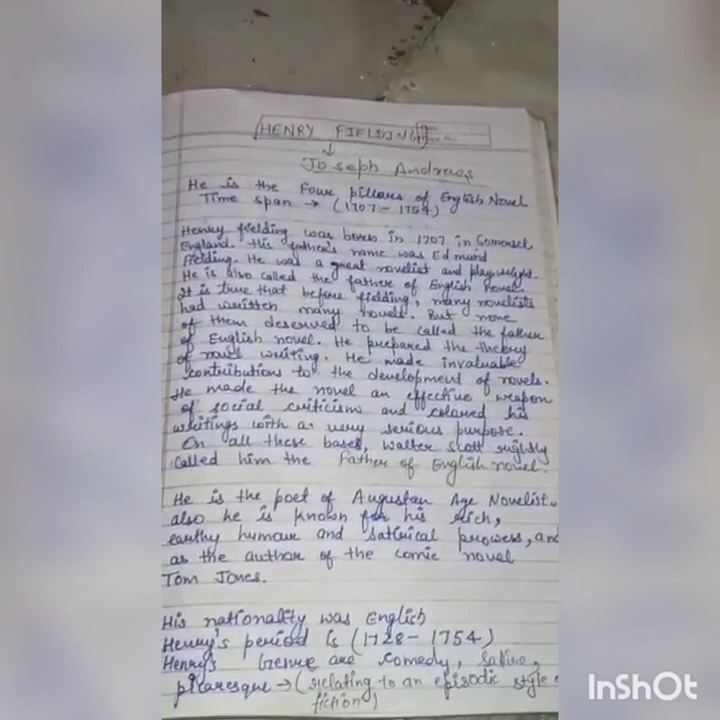 HENRY FIELDING
↓
Joseph Andrews
He is the Four pillars of English Novel
Time span → (1707 - 1754)
Henry fielding was born in 1707 in Somerset,
England. His father's name was Edmund
Fielding. He was a great novelist and playwright.
He is also called the father of English novel.
It is true that before fielding, many novelists
had written many novels. But none
of them deserved to be called the father
of English novel. He prepared the theory
of novel writing. He made invaluable
contributions to the development of novels.
He made the novel an effective weapon
of social criticism and colored his
writings with a very serious purpose.
On all these bases, Walter Scott rightly
called him the Father of English novel.
He is the poet of Augustan Age Novelist.
also he is known for his rich,
earthy humour and satirical prowess, and
as the author of the comic novel
Tom Jones.
His nationality was English
Henry's period is (1728 - 1754)
Henry's Genre are comedy, satire,
picaresque → (relating to an episodic style
fiction)
InShOt